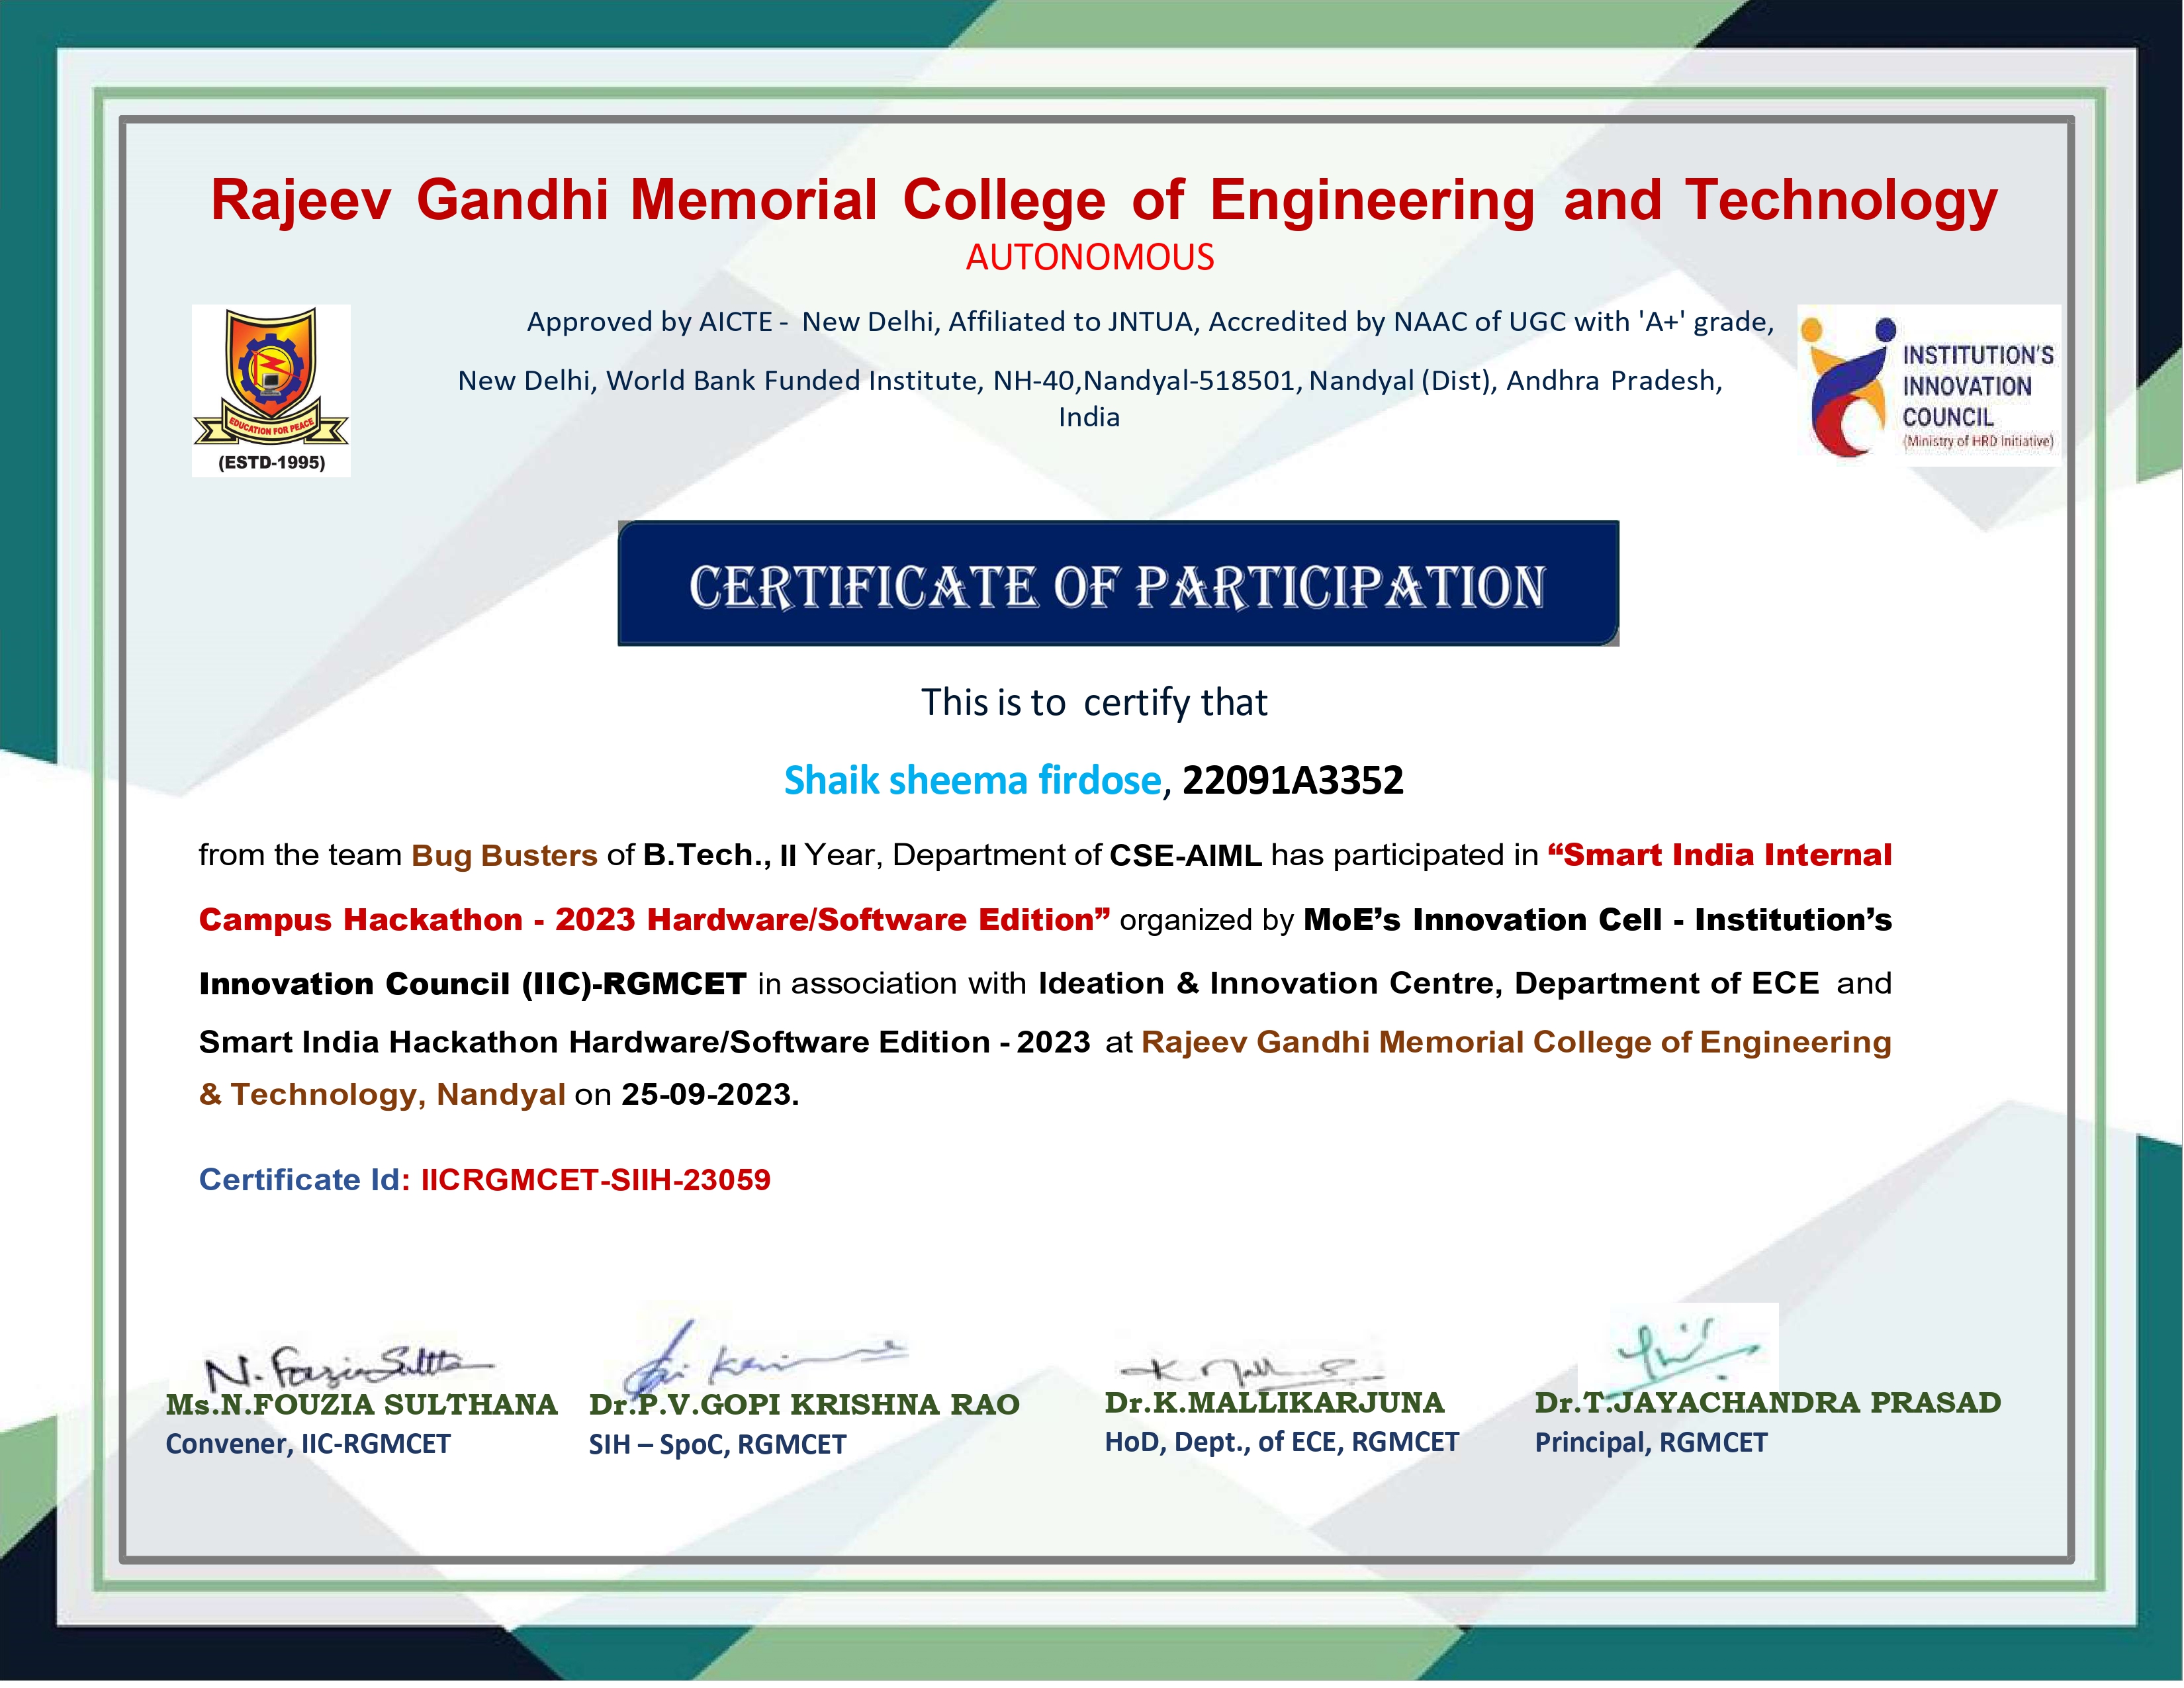 Rajeev Gandhi Memorial College of Engineering and Technology
AUTONOMOUS
Approved by AICTE - New Delhi, Affiliated to JNTUA, Accredited by NAAC of UGC with 'A+' grade,
New Delhi, World Bank Funded Institute, NH-40,Nandyal-518501, Nandyal (Dist), Andhra Pradesh,
India
EDUCATION FOR PEACE
(ESTD-1995)
INSTITUTION'S
INNOVATION
COUNCIL
(Ministry of HRD Initiative)
CERTIFICATE OF PARTICIPATION
This is to certify that
Shaik sheema firdose, 22091A3352
from the team Bug Busters of B.Tech., II Year, Department of CSE-AIML has participated in “Smart India Internal
Campus Hackathon - 2023 Hardware/Software Edition” organized by MoE’s Innovation Cell - Institution’s
Innovation Council (IIC)-RGMCET in association with Ideation & Innovation Centre, Department of ECE and
Smart India Hackathon Hardware/Software Edition - 2023 at Rajeev Gandhi Memorial College of Engineering
& Technology, Nandyal on 25-09-2023.
Certificate Id: IICRGMCET-SIIH-23059
Ms.N.FOUZIA SULTHANA
Convener, IIC-RGMCET
Dr.P.V.GOPI KRISHNA RAO
SIH – SpoC, RGMCET
Dr.K.MALLIKARJUNA
HoD, Dept., of ECE, RGMCET
Dr.T.JAYACHANDRA PRASAD
Principal, RGMCET